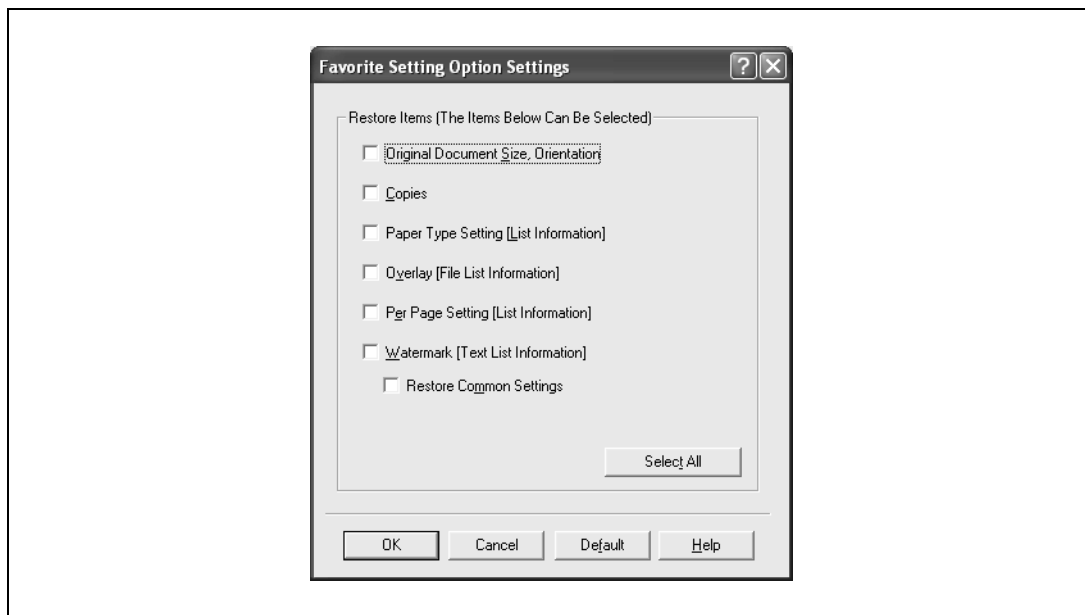 Favorite Setting Option Settings
Restore Items (The Items Below Can Be Selected)
Original Document Size, Orientation
Copies
Paper Type Setting [List Information]
Overlay [File List Information]
Per Page Setting [List Information]
Watermark [Text List Information]
Restore Common Settings
Select All
OK Cancel Default Help